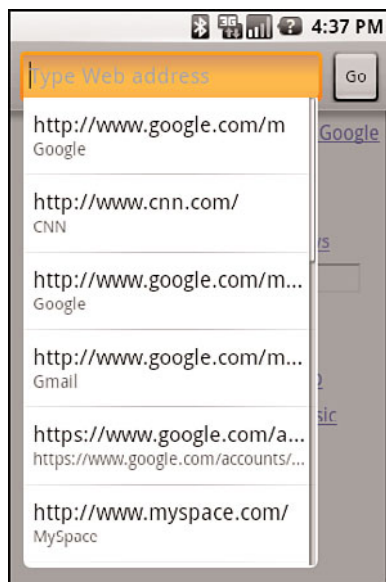 3G
4:37 PM
Type Web address
Go
http://www.google.com/m
Google
Google
http://www.cnn.com/
CNN
http://www.google.com/m...
Google
http://www.google.com/m...
Gmail
https://www.google.com/a...
https://www.google.com/accounts/...
http://www.myspace.com/
MySpace